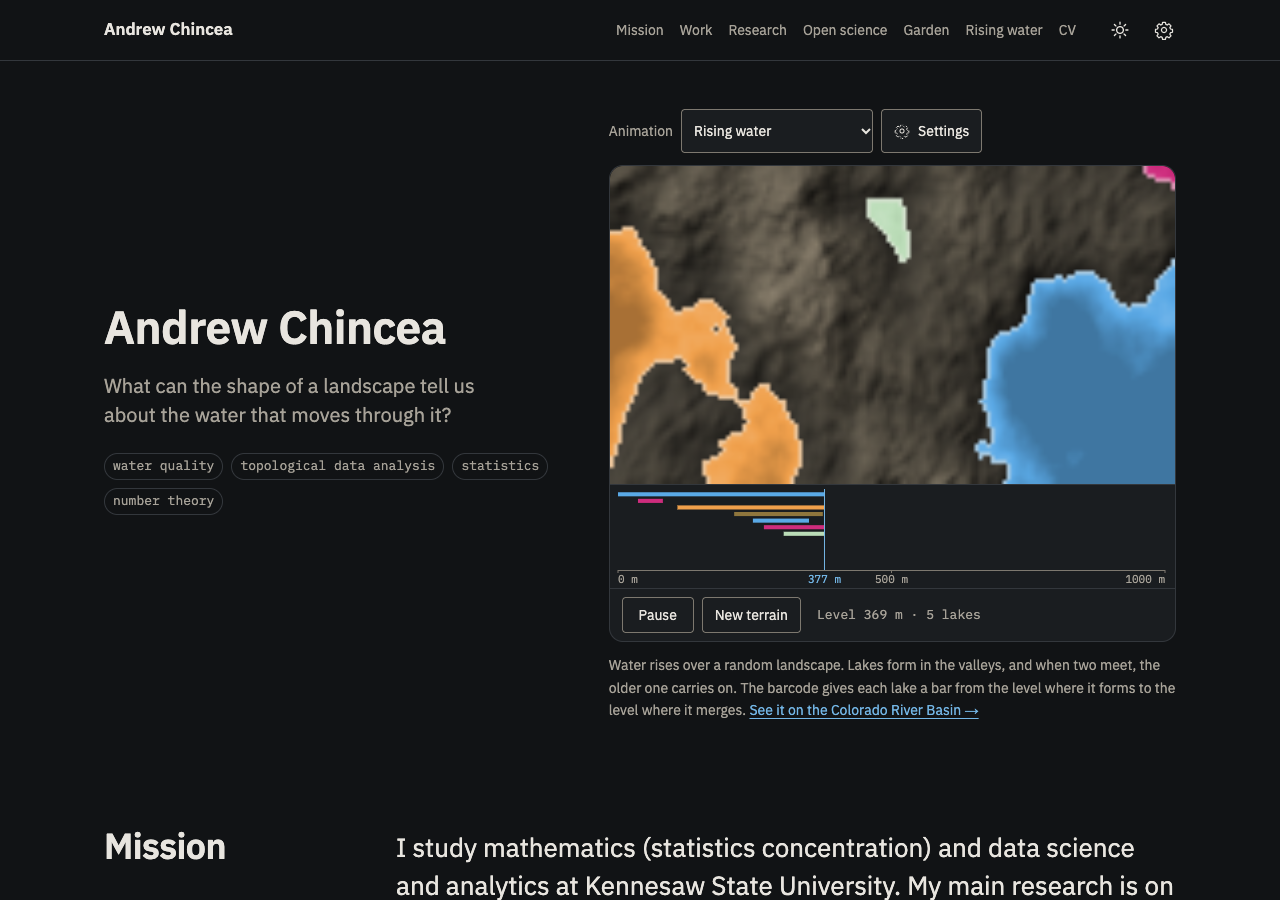 Andrew Chincea
Mission Work Research Open science Garden Rising water CV
Animation Rising water Settings
Andrew Chincea
What can the shape of a landscape tell us
about the water that moves through it?
water quality topological data analysis statistics
number theory
0 m 377 m 500 m 1000 m
Pause New terrain Level 369 m · 5 lakes
Water rises over a random landscape. Lakes form in the valleys, and when two meet, the
older one carries on. The barcode gives each lake a bar from the level where it forms to the
level where it merges. See it on the Colorado River Basin →
Mission
I study mathematics (statistics concentration) and data science
and analytics at Kennesaw State University. My main research is on